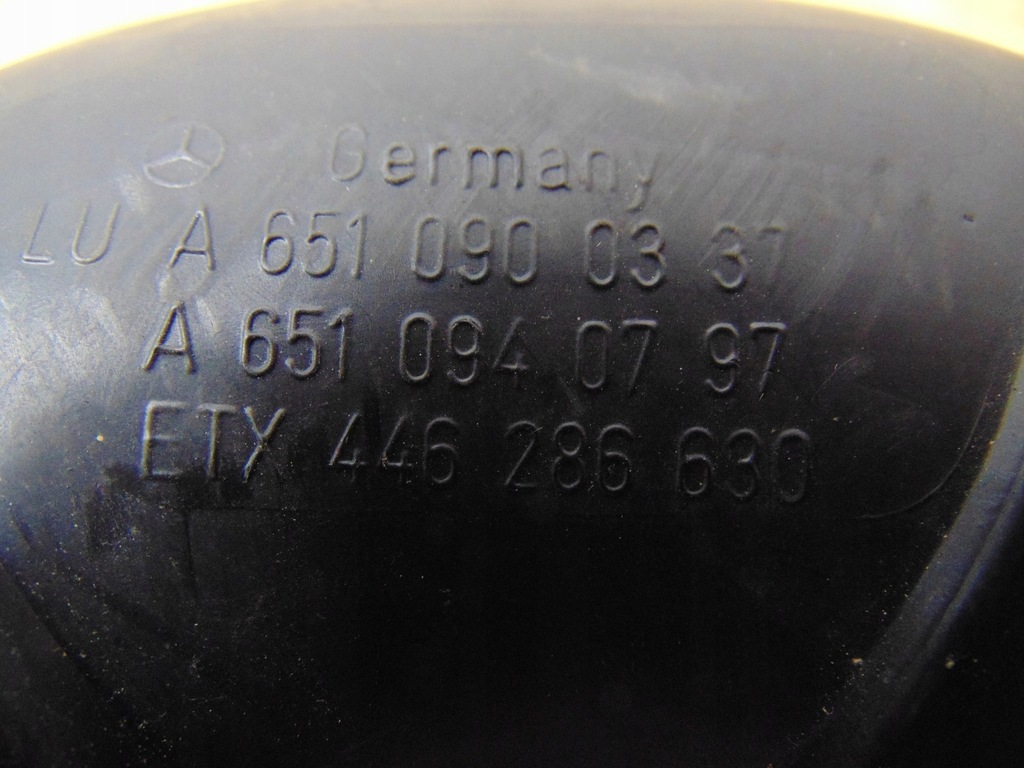 Germany
LU A 651 090 03 37
A 651 094 07 97
ETX 446 286 630